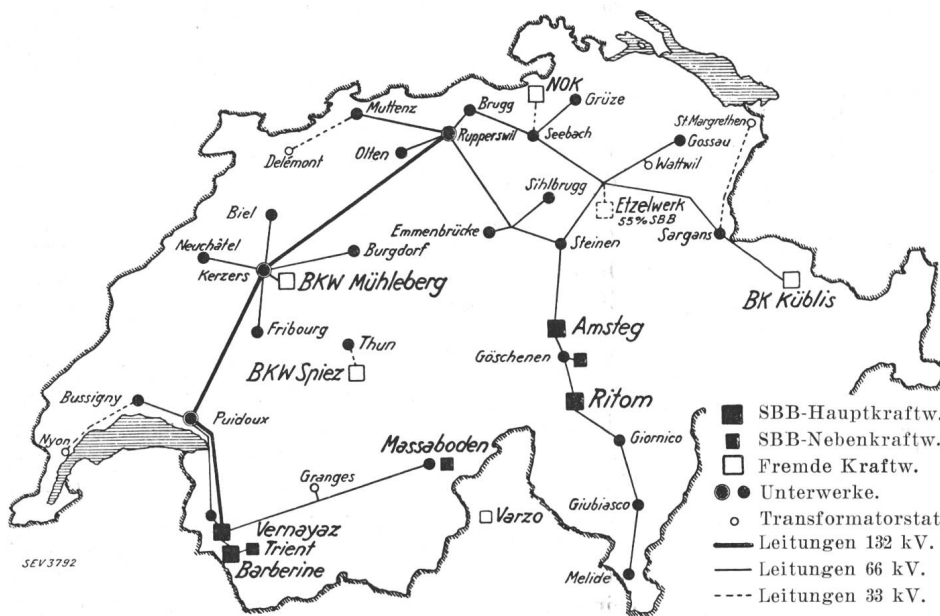 NOK
Muttenz
Brugg
Grüze
Rupperswil
Seebach
St Margrethen
Gossau
Olten
Delémont
Wattwil
Sihlbrugg
Etzelwerk
55% SBB
Biel
Emmenbrücke
Steinen
Sargans
Neuchâtel
Burgdorf
Kerzers
BKW Mühleberg
BK Küblis
Fribourg
Amsteg
Thun
Göschenen
BKW Spiez
Ritom
Bussigny
Puidoux
Nyon
Massaboden
Giornico
Granges
Giubiasco
Vernayaz
Varzo
Trient
Barberine
Melide
SEV 3792
SBB-Hauptkraftw.
SBB-Nebenkraftw.
Fremde Kraftw.
Unterwerke.
Transformatorstat
Leitungen 132 kV.
Leitungen 66 kV.
Leitungen 33 kV.